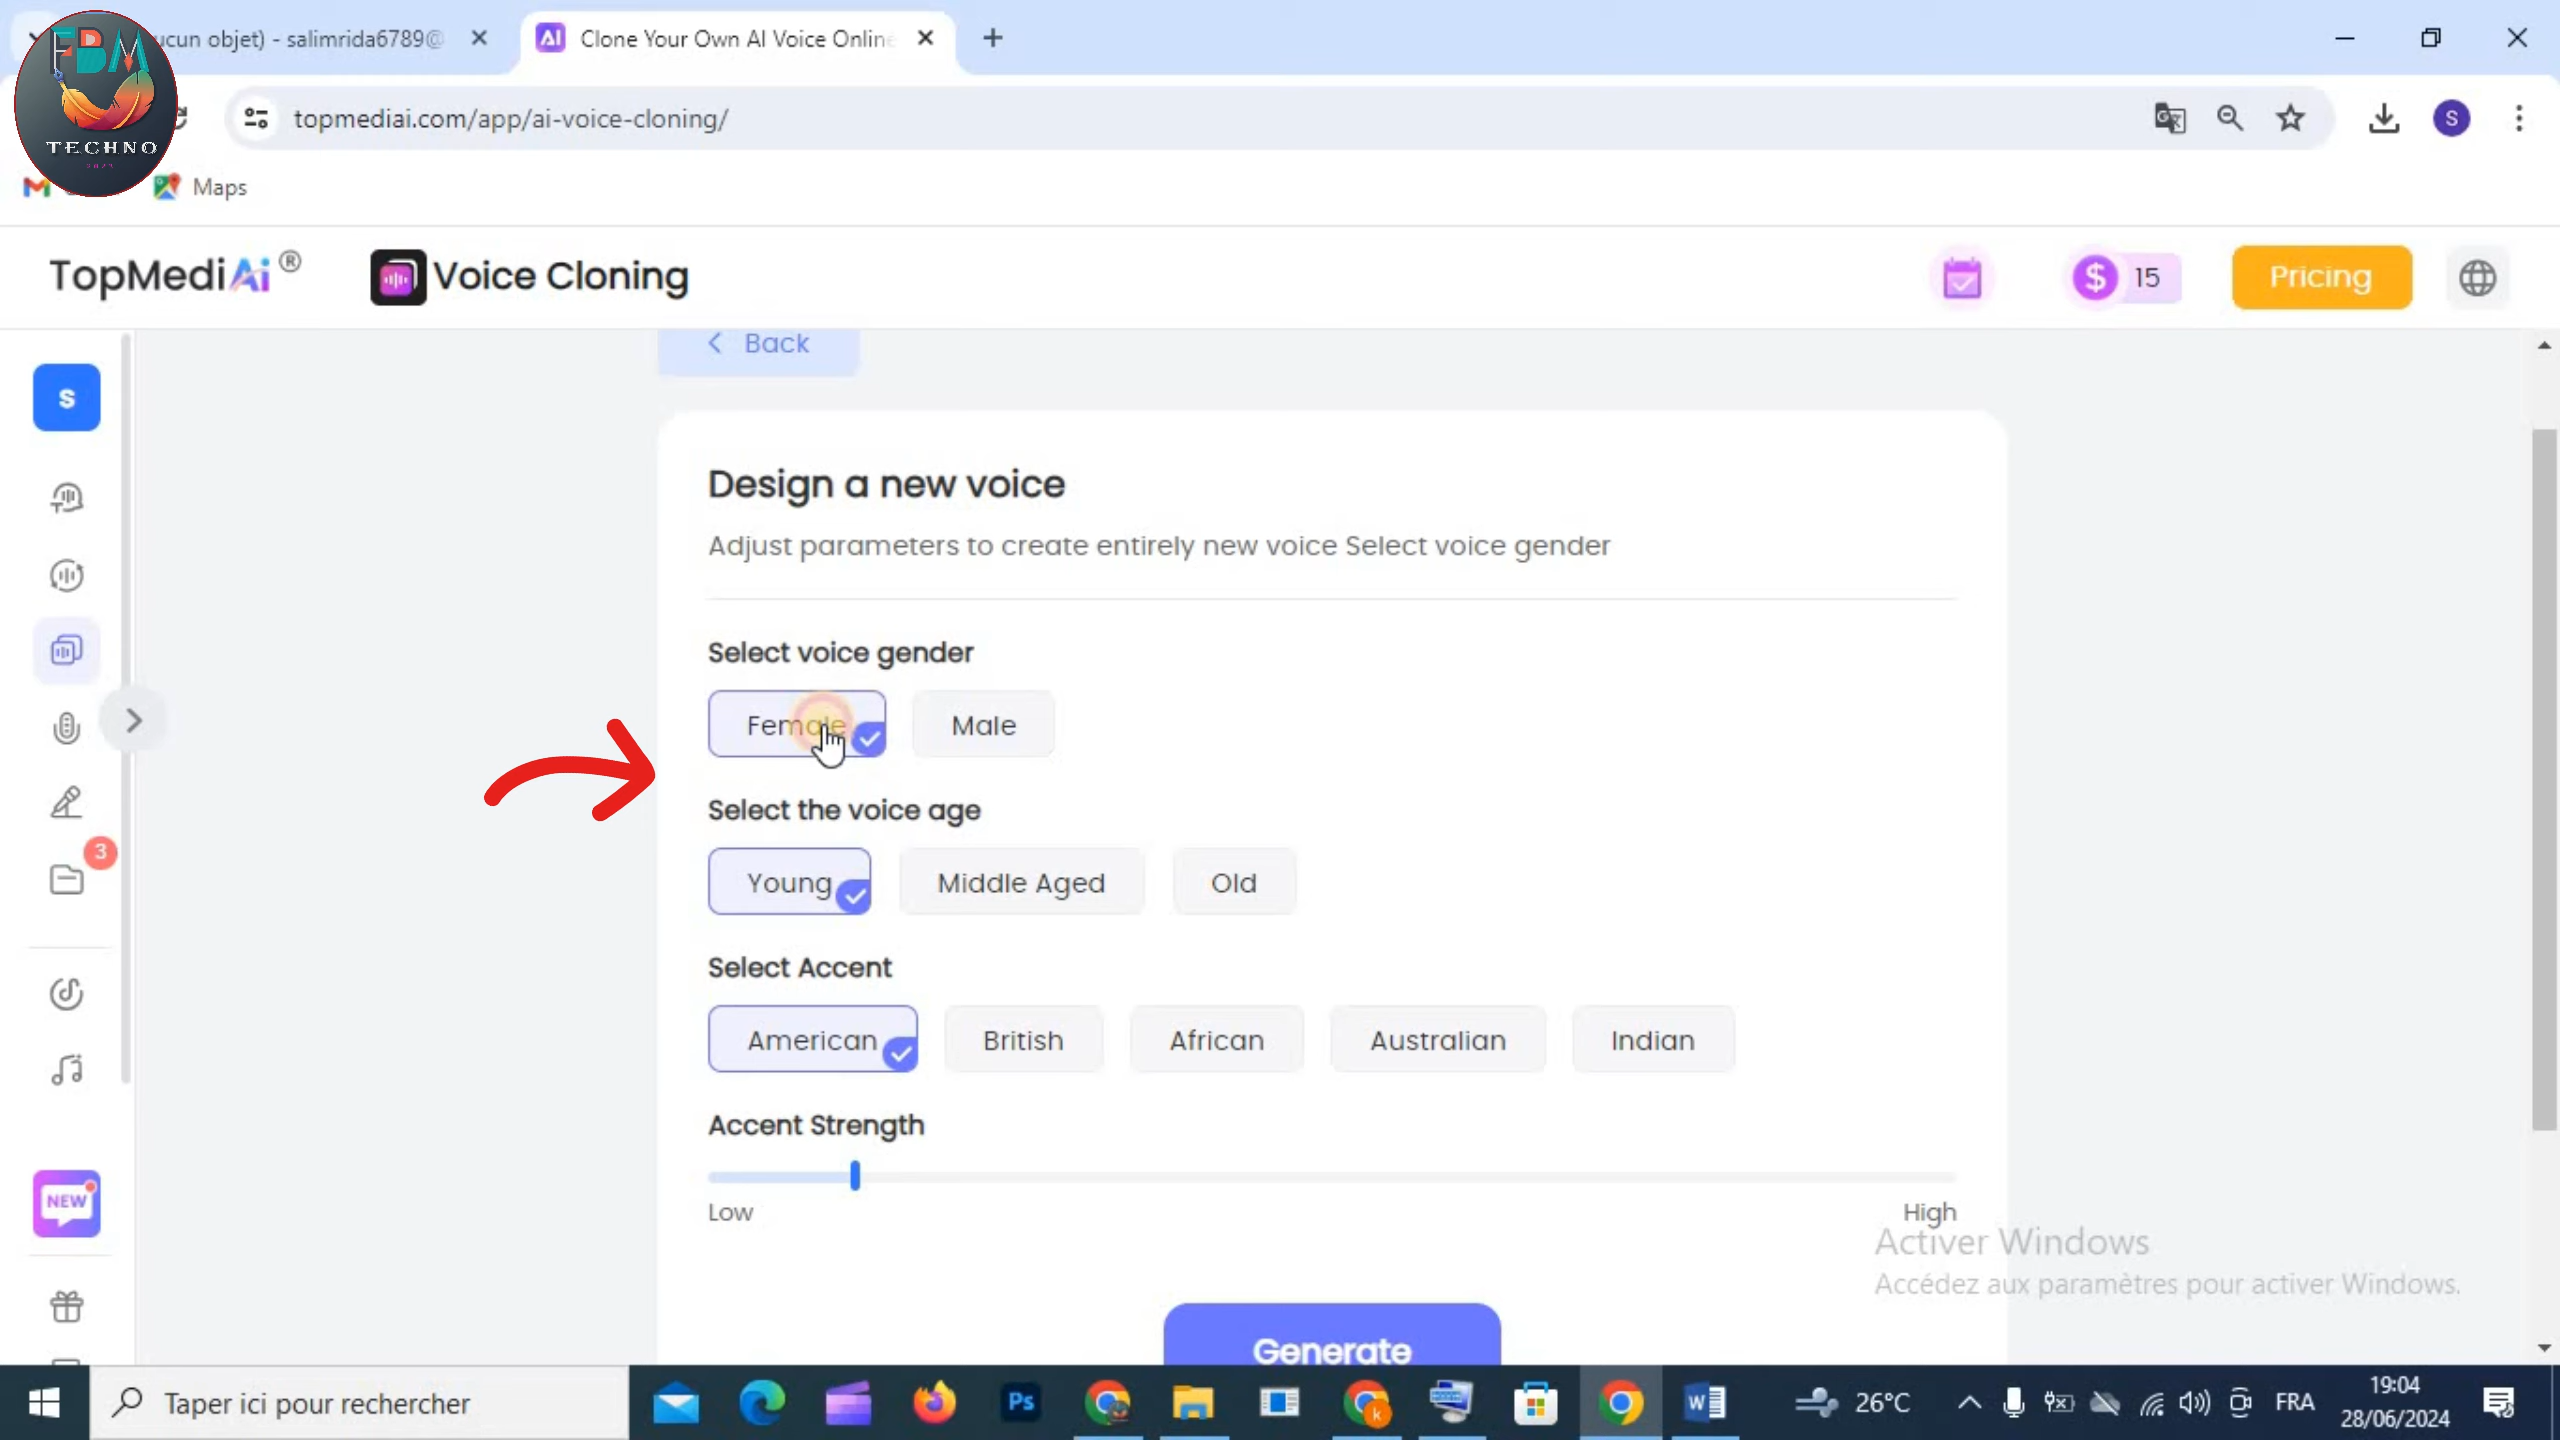 ucun objet) - salimrida6789@
Clone Your Own AI Voice Online
FBM
TECHNO
topmediai.com/app/ai-voice-cloning/
S
Maps
TopMediAi ®
Voice Cloning
$ 15
Pricing
Back
S
Design a new voice
Adjust parameters to create entirely new voice Select voice gender
Select voice gender
Female
Male
Select the voice age
3
Young
Middle Aged
Old
Select Accent
American
British
African
Australian
Indian
Accent Strength
Low
High
NEW
Activer Windows
Accédez aux paramètres pour activer Windows.
Generate
Taper ici pour rechercher
Ps
k
W
26°C
FRA
19:04
28/06/2024